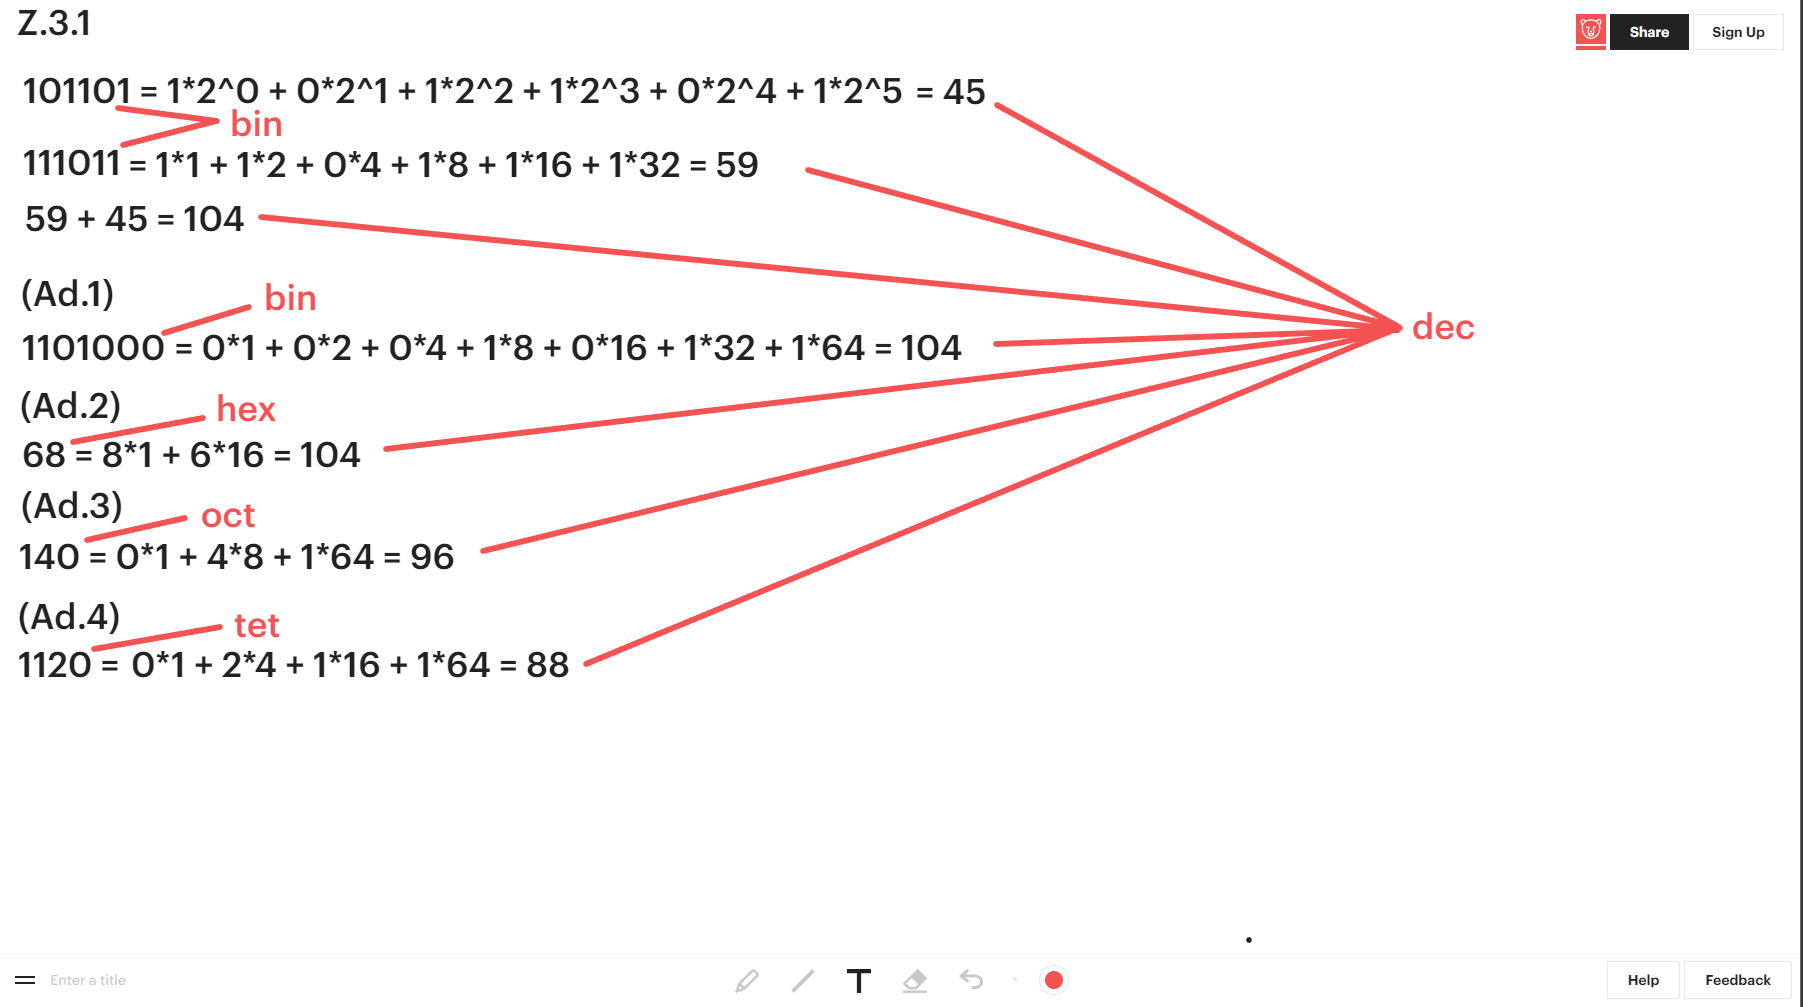 Z.3.1
Share
Sign Up
101101 = 1*2^0 + 0*2^1 + 1*2^2 + 1*2^3 + 0*2^4 + 1*2^5 = 45
bin
111011 = 1*1 + 1*2 + 0*4 + 1*8 + 1*16 + 1*32 = 59
59 + 45 = 104
(Ad.1)
bin
dec
1101000 = 0*1 + 0*2 + 0*4 + 1*8 + 0*16 + 1*32 + 1*64 = 104
(Ad.2)
hex
68 = 8*1 + 6*16 = 104
(Ad.3)
oct
140 = 0*1 + 4*8 + 1*64 = 96
(Ad.4)
tet
1120 = 0*1 + 2*4 + 1*16 + 1*64 = 88
Enter a title
T
Help
Feedback